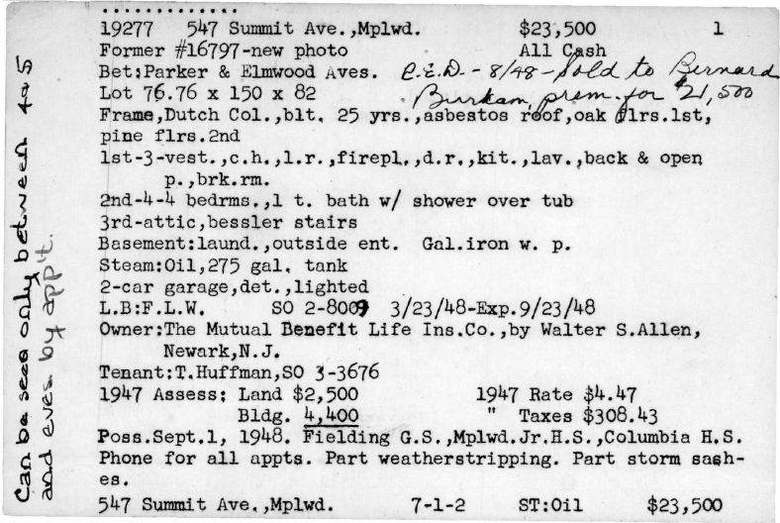 19277 547 Summit Ave.,Mplwd. $23,500 1
Former #16797-new photo All Cash
Bet:Parker & Elmwood Aves. C.E.D. - 8/48 - Sold to Bernard
Lot 76.76 x 150 x 82 Burkam, prem. for $21,500
Frame,Dutch Col.,blt. 25 yrs.,asbestos roof,oak flrs.1st,
pine flrs.2nd
1st-3-vest.,c.h.,l.r.,firepl.,d.r.,kit.,lav.,back & open
p.,brk.rm.
2nd-4-4 bedrms.,1 t. bath w/ shower over tub
3rd-attic,bessler stairs
Basement:laund.,outside ent. Gal.iron w. p.
Steam:Oil,275 gal. tank
2-car garage,det.,lighted
L.B:F.L.W. SO 2-8009 3/23/48-Exp.9/23/48
Owner:The Mutual Benefit Life Ins.Co.,by Walter S.Allen,
Newark,N.J.
Tenant:T.Huffman,SO 3-3676
1947 Assess: Land $2,500 1947 Rate $4.47
Bldg. 4,400 " Taxes $308.43
Poss.Sept.1, 1948. Fielding G.S.,Mplwd.Jr.H.S.,Columbia H.S.
Phone for all appts. Part weatherstripping. Part storm sash-
es.
547 Summit Ave.,Mplwd. 7-1-2 ST:Oil $23,500
Can be seen only between 4 & 5
and eves. by app't.